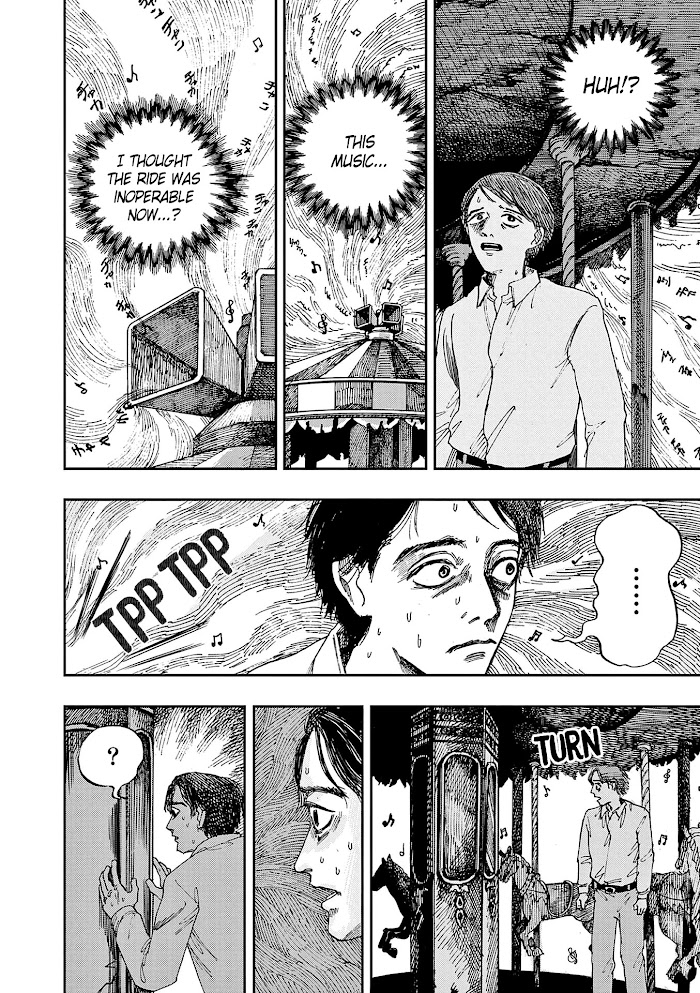 HUH!?
THIS
MUSIC...
I THOUGHT
THE RIDE WAS
INOPERABLE
NOW...?
.....
TPP TPP
TURN
?